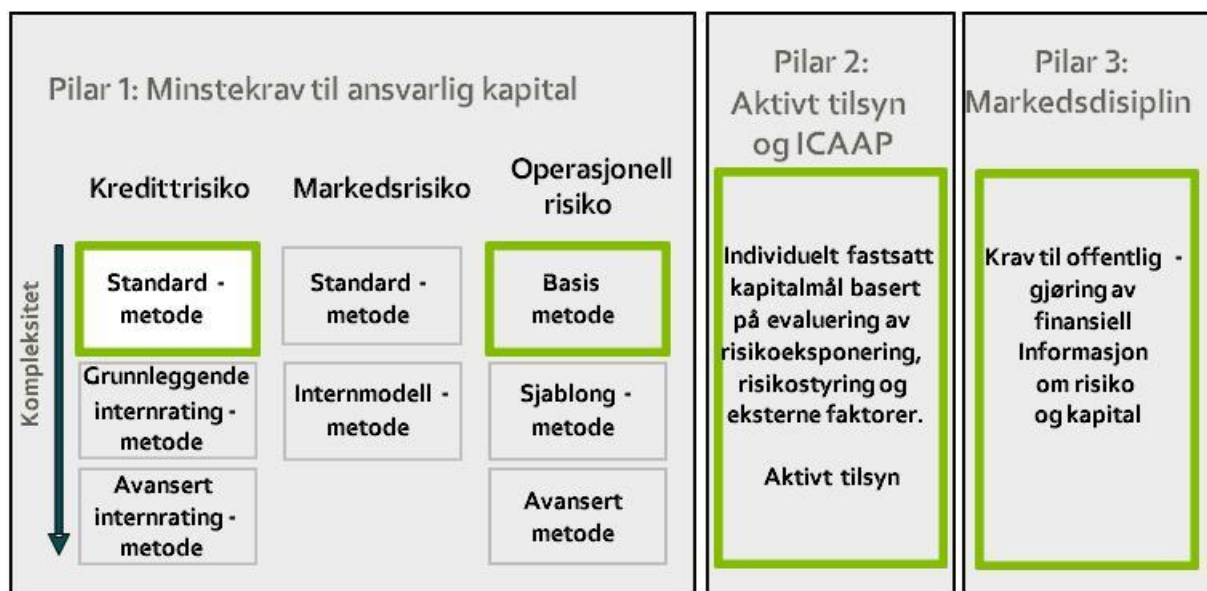 Pilar 1: Minstekrav til ansvarlig kapital
Kredittrisiko
Markedsrisiko
Operasjonell
risiko
Kompleksitet
Standard -
metode
Grunnleggende
internrating -
metode
Avansert
internrating -
metode
Standard -
metode
Internmodell -
metode
Basis
metode
Sjablong -
metode
Avansert
metode
Pilar 2:
Aktivt tilsyn
og ICAAP
Individuelt fastsatt
kapitalmål basert
på evaluering av
risikoeksponering,
risikostyring og
eksterne faktorer.
Aktivt tilsyn
Pilar 3:
Markedsdisiplin
Krav til offentlig -
gjøring av
finansiell
Informasjon
om risiko
og kapital